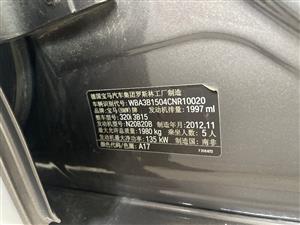 德国宝马汽车集团罗斯林工厂制造
车辆识别代号: WBA3B1504CNR10020
品牌:宝马(BMW)牌 发动机排量: 1997 ml
整车型号: 320i 3B15
发动机型号: N20B20B 制造年月: 2012.11
最大允许总质量: 1980 kg 乘坐人数: 5 人
发动机最大净功率: 135 kW 制造国: 南非
颜色代码/色漆: A17